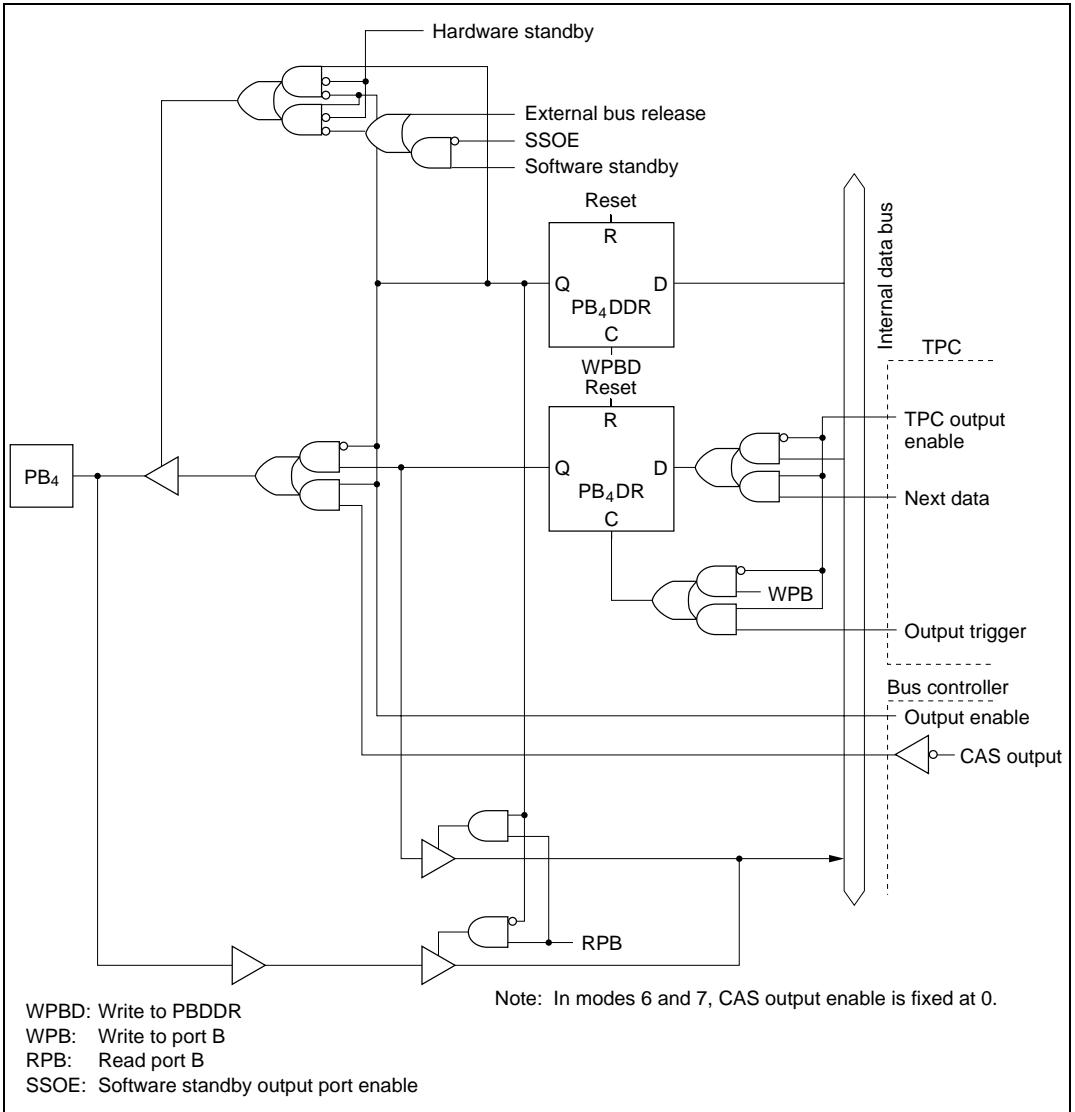 Hardware standby
External bus release
SSOE
Software standby
Reset
R
Q D
PB4DDR
C
WPBD
Internal data bus
TPC
Reset
R
TPC output
enable
PB4
Q D
PB4DR
C
Next data
WPB
Output trigger
Bus controller
Output enable
CAS output
RPB
WPBD: Write to PBDDR
WPB: Write to port B
RPB: Read port B
SSOE: Software standby output port enable
Note: In modes 6 and 7, CAS output enable is fixed at 0.